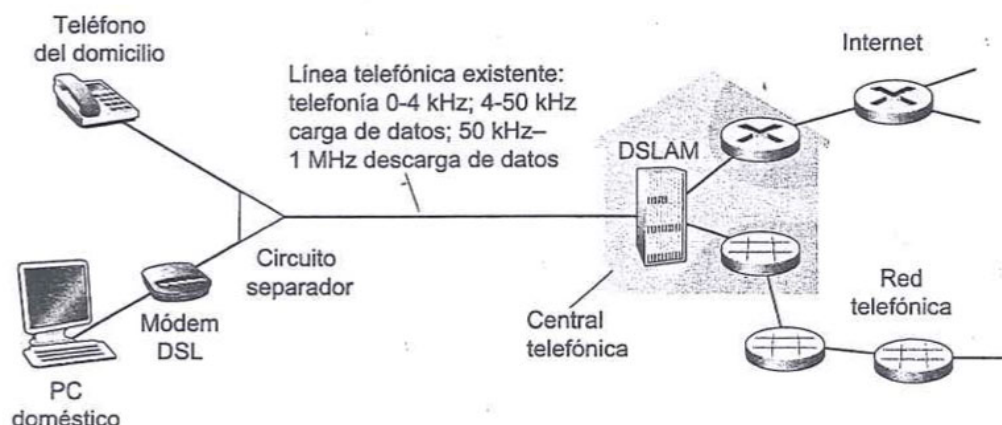 Teléfono
del domicilio
Línea telefónica existente:
telefonía 0-4 kHz; 4-50 kHz
carga de datos; 50 kHz–
1 MHz descarga de datos
Internet
DSLAM
Circuito
separador
Módem
DSL
PC
doméstico
Central
telefónica
Red
telefónica